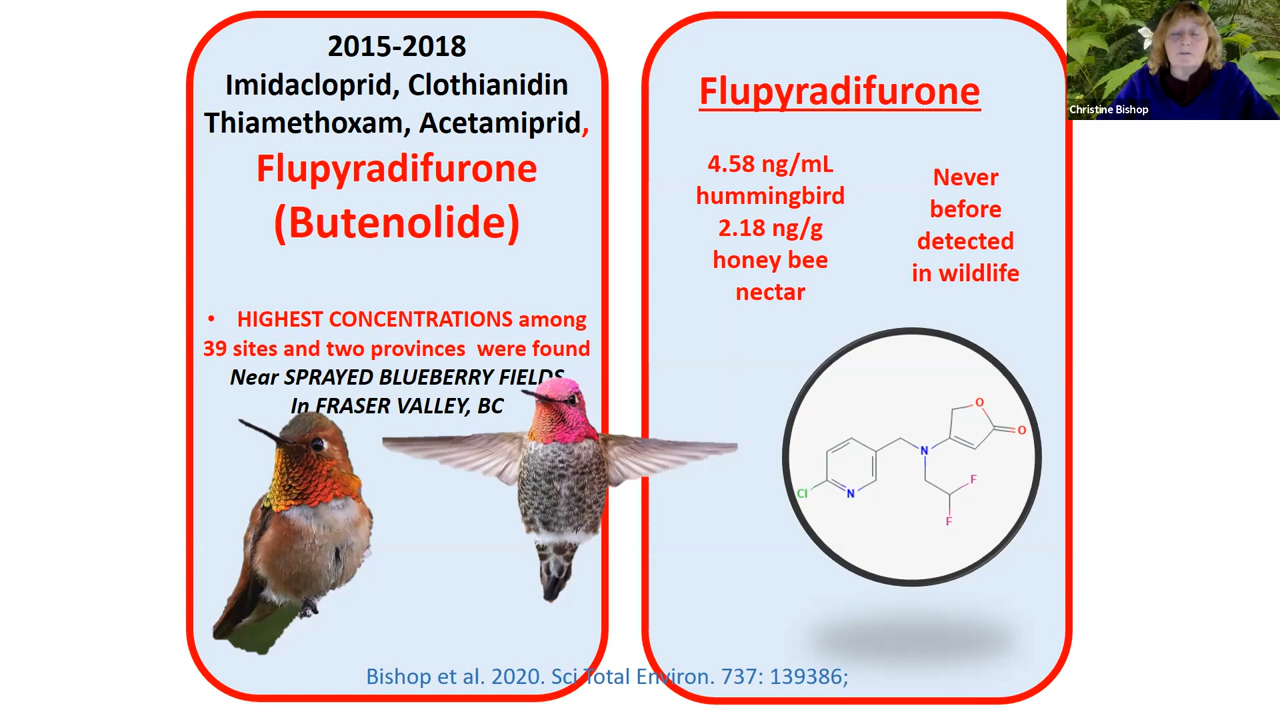 2015-2018
Imidacloprid, Clothianidin
Thiamethoxam, Acetamiprid,
Flupyradifurone
(Butenolide)
• HIGHEST CONCENTRATIONS among
39 sites and two provinces were found
Near SPRAYED BLUEBERRY FIELDS
In FRASER VALLEY, BC
Flupyradifurone
4.58 ng/mL
hummingbird
2.18 ng/g
honey bee
nectar
Never
before
detected
in wildlife
O
O
N
F
Cl
N
F
Bishop et al. 2020. Sci Total Environ. 737: 139386;
Christine Bishop